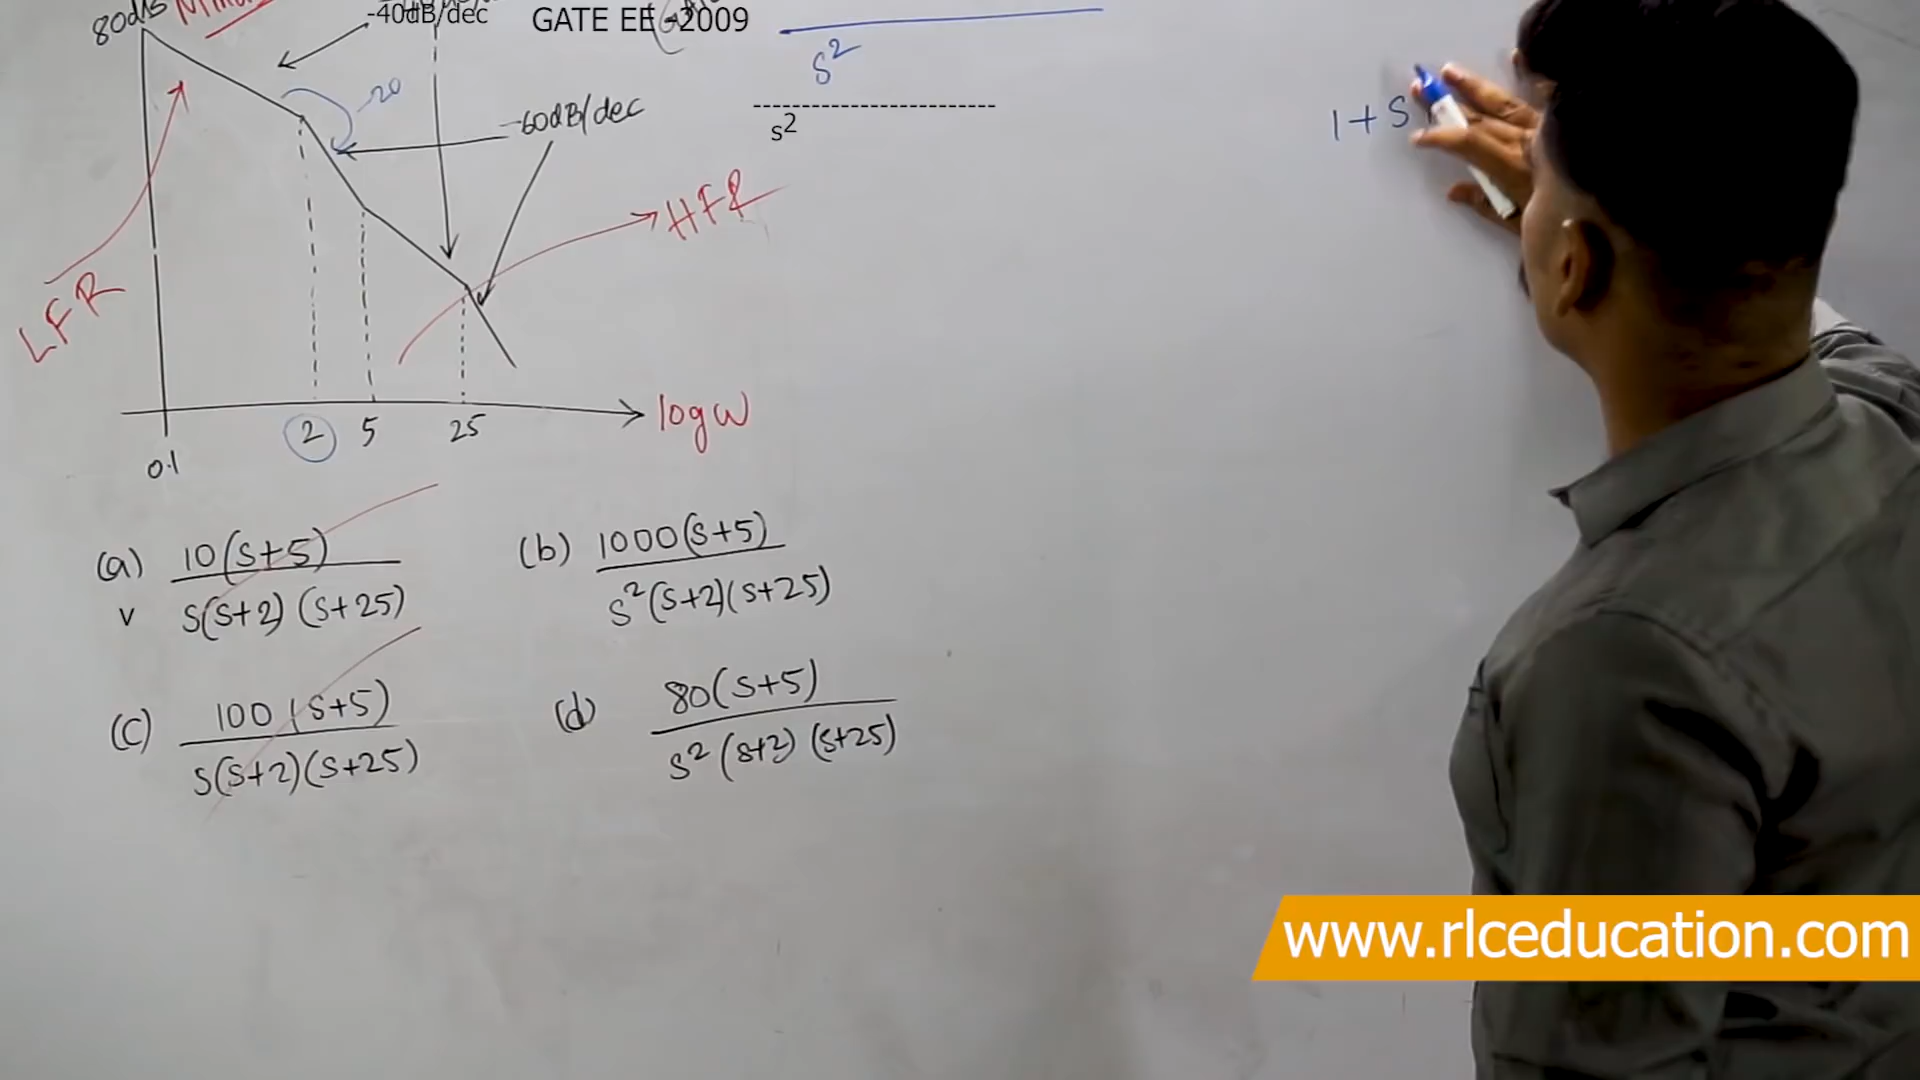 80dB
-40dB/dec
GATE EE - 2009
s²
-20
-60dB/dec
s2
1 + S
HFR
LFR
log w
2 5 25
0.1
(a) 10(s+5)
s(s+2) (s+25)
v
(b) 1000(s+5)
s²(s+2)(s+25)
(c) 100 (s+5)
s(s+2)(s+25)
(d) 80(s+5)
s² (s+2) (s+25)
www.rlceducation.com